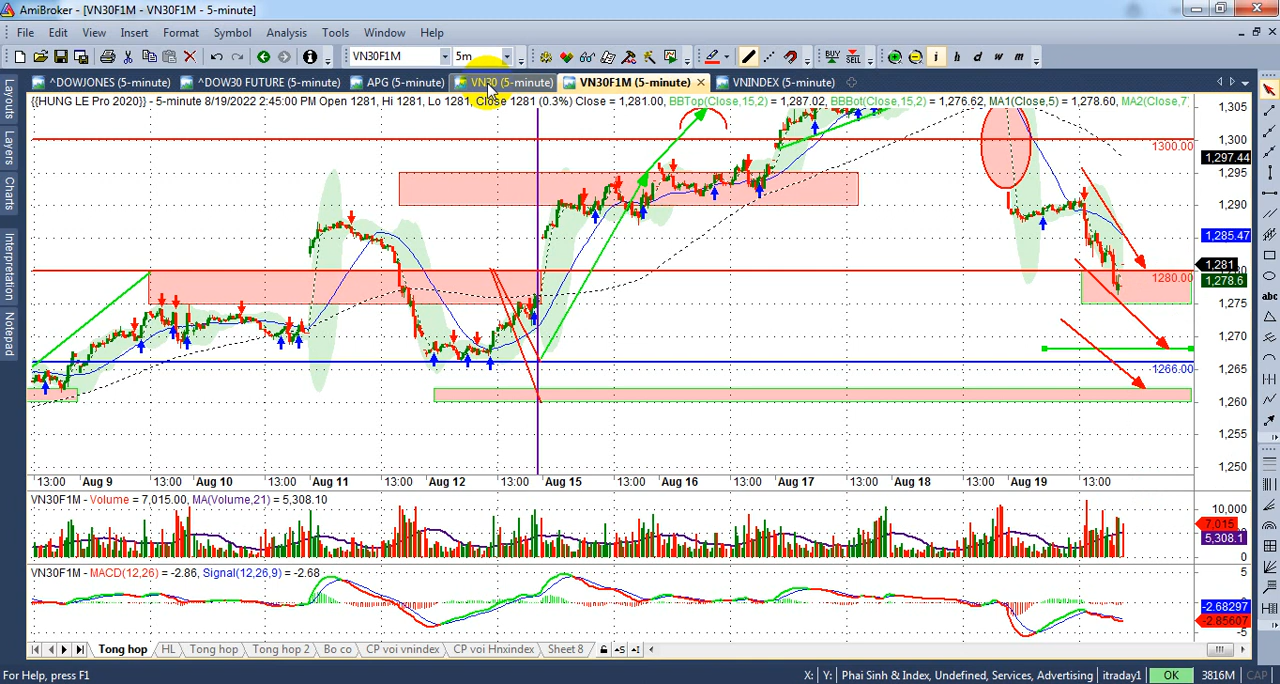 AmiBroker - [VN30F1M - VN30F1M - 5-minute]
File Edit View Insert Format Symbol Analysis Tools Window Help
VN30F1M 5m BUY SELL i h d w m
^DOWJONES (5-minute) ^DOW30 FUTURE (5-minute) APG (5-minute) VN30 (5-minute) VN30F1M (5-minute) VNINDEX (5-minute)
{{HUNG LE Pro 2020}} - 5-minute 8/19/2022 2:45:00 PM Open 1281, Hi 1281, Lo 1281, Close 1281 (0.3%) Close = 1,281.00, BBTop(Close,15,2) = 1,287.02, BBBot(Close,15,2) = 1,276.62, MA1(Close,5) = 1,278.60, MA2(Close,7
Layouts
Layers
Charts
Interpretation
Notepad
1,305
1,300
1300.00
1,297.44
1,295
1,290
1,285.47
1,281
1280.00
1,278.6
1,275
1,270
1266.00
1,265
1,260
1,255
1,250
abc
13:00 Aug 9 13:00 Aug 10 13:00 Aug 11 13:00 Aug 12 13:00 Aug 15 13:00 Aug 16 13:00 Aug 17 13:00 Aug 18 13:00 Aug 19 13:00
VN30F1M - Volume = 7,015.00, MA(Volume,21) = 5,308.10
10,000
7,015
5,308.1
0
VN30F1M - MACD(12,26) = -2.86, Signal(12,26,9) = -2.68
5
-2.68297
-2.85607
-5
Tong hop HL Tong hop Tong hop 2 Do co CP voi vnindex CP voi Hnxindex Sheet 8
For Help, press F1 X: Y: Phai Sinh & Index, Undefined, Services, Advertising itraday1 OK 3816M CAP